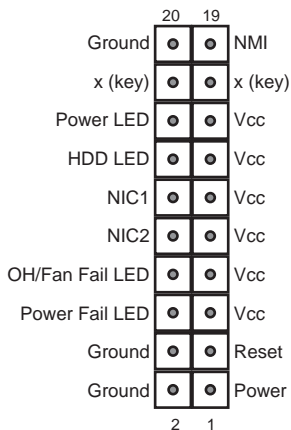 20 19
Ground NMI
x (key) x (key)
Power LED Vcc
HDD LED Vcc
NIC1 Vcc
NIC2 Vcc
OH/Fan Fail LED Vcc
Power Fail LED Vcc
Ground Reset
Ground Power
2 1